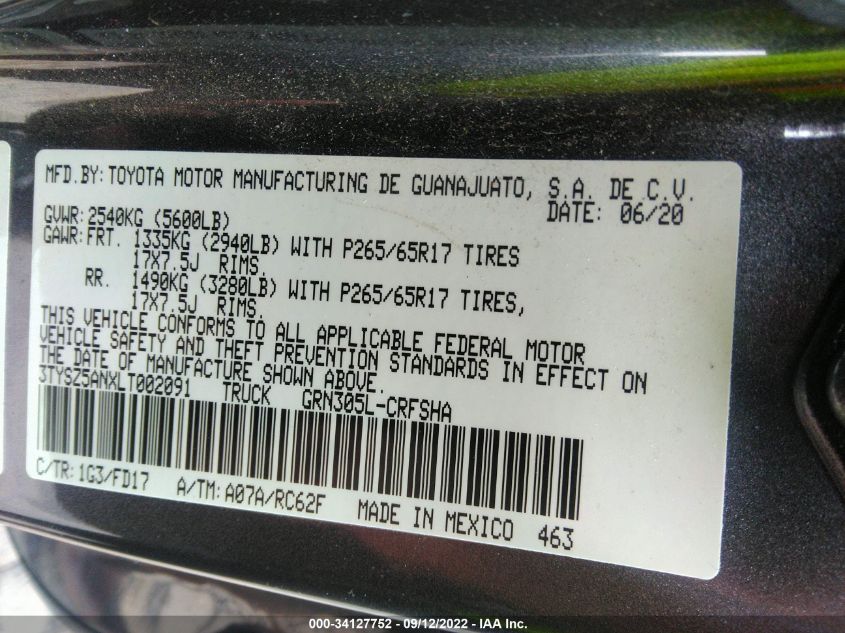 MFD.BY: TOYOTA MOTOR MANUFACTURING DE GUANAJUATO, S.A. DE C.V.
DATE: 06/20
GVWR: 2540KG (5600LB)
GAWR: FRT. 1335KG (2940LB) WITH P265/65R17 TIRES
17X7.5J RIMS.
RR. 1490KG (3280LB) WITH P265/65R17 TIRES,
17X7.5J RIMS.
THIS VEHICLE CONFORMS TO ALL APPLICABLE FEDERAL MOTOR
VEHICLE SAFETY AND THEFT PREVENTION STANDARDS IN EFFECT ON
THE DATE OF MANUFACTURE SHOWN ABOVE.
3TYSZ5ANXLT002091 TRUCK GRN305L-CRFSHA
C/TR: 1G3/FD17 A/TM: A07A/RC62F MADE IN MEXICO 463
000-34127752 - 09/12/2022 - IAA Inc.